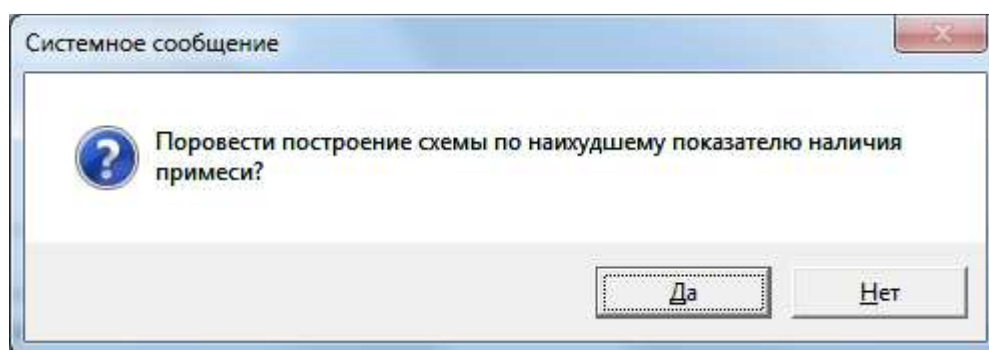 Системное сообщение
Поровести построение схемы по наихудшему показателю наличия
примеси?
Да
Нет